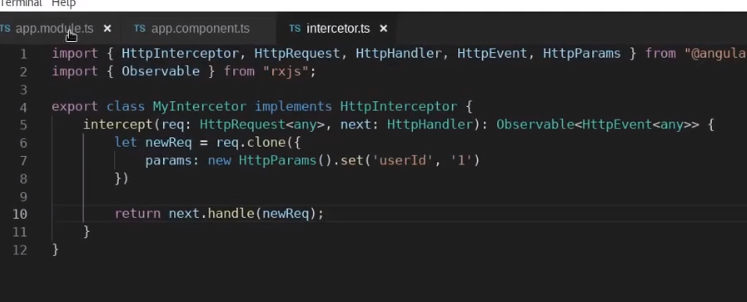 Terminal Help
TS app.module.ts × TS app.component.ts TS intercetor.ts ×
1 import { HttpInterceptor, HttpRequest, HttpHandler, HttpEvent, HttpParams } from "@angula
2 import { Observable } from "rxjs";
3
4 export class MyIntercetor implements HttpInterceptor {
5 intercept(req: HttpRequest<any>, next: HttpHandler): Observable<HttpEvent<any>> {
6 let newReq = req.clone({
7 params: new HttpParams().set('userId', '1')
8 })
9
10 return next.handle(newReq);
11 }
12 }